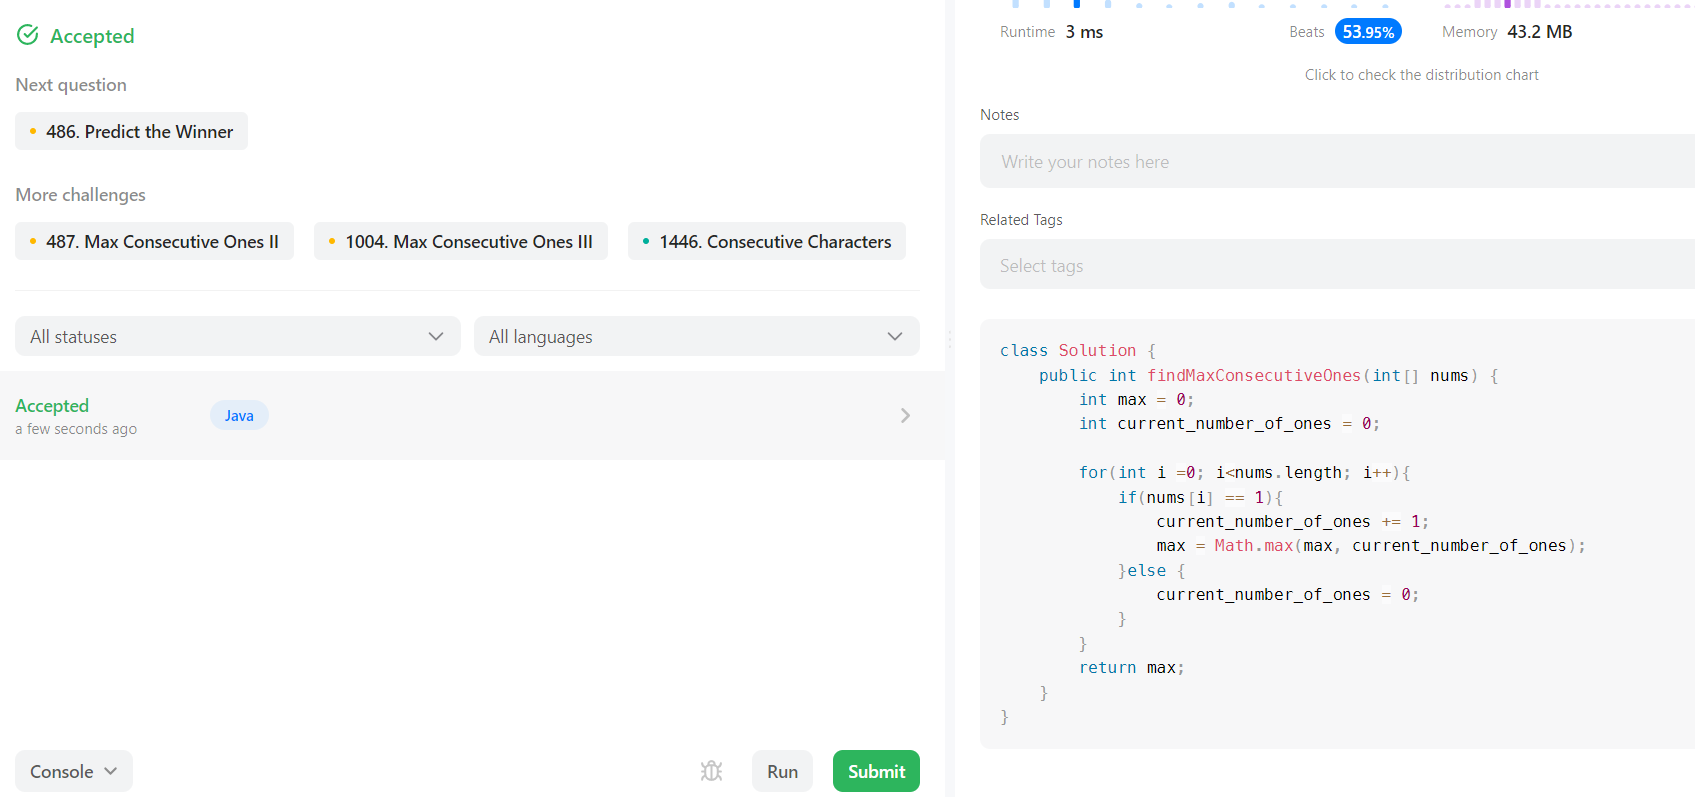 Accepted
Next question
486. Predict the Winner
More challenges
487. Max Consecutive Ones II
1004. Max Consecutive Ones III
1446. Consecutive Characters
All statuses
All languages
Accepted
a few seconds ago
Java
Console
Run
Submit
Runtime 3 ms
Beats 53.95%
Memory 43.2 MB
Click to check the distribution chart
Notes
Write your notes here
Related Tags
Select tags
class Solution {
    public int findMaxConsecutiveOnes(int[] nums) {
        int max = 0;
        int current_number_of_ones = 0;

        for(int i =0; i<nums.length; i++){
            if(nums[i] == 1){
                current_number_of_ones += 1;
                max = Math.max(max, current_number_of_ones);
            }else {
                current_number_of_ones = 0;
            }
        }
        return max;
    }
}